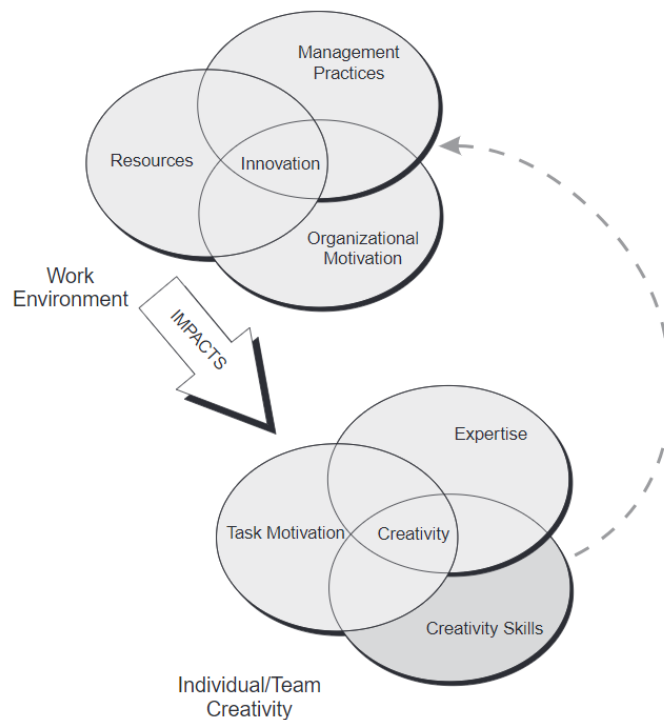 Management
Practices
Resources
Innovation
Organizational
Motivation
Work
Environment
IMPACTS
Expertise
Task Motivation
Creativity
Creativity Skills
Individual/Team
Creativity